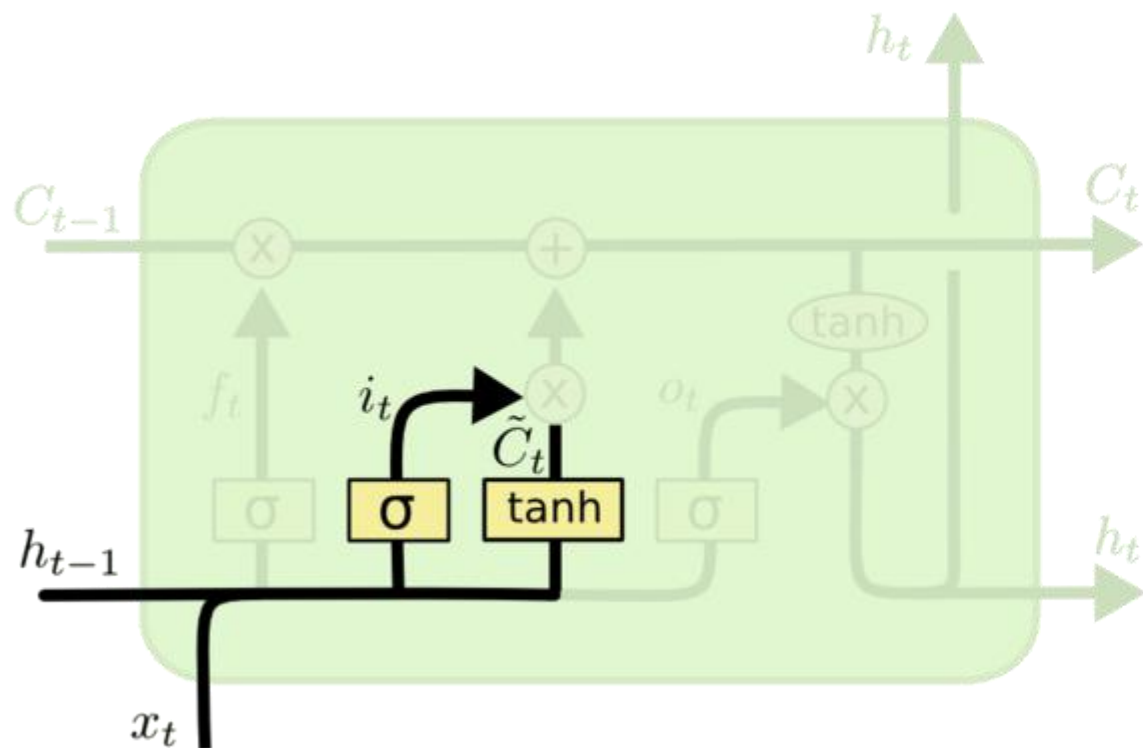 h_t
C_{t-1}
C_t
x
+
tanh
f_t
i_t
x
o_t
x
C̃_t
σ
σ
tanh
σ
h_{t-1}
h_t
x_t